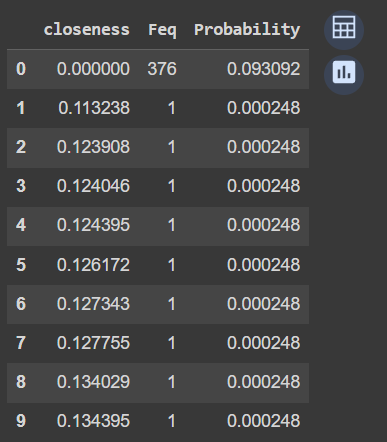 closeness Feq Probability
0 0.000000 376 0.093092
1 0.113238 1 0.000248
2 0.123908 1 0.000248
3 0.124046 1 0.000248
4 0.124395 1 0.000248
5 0.126172 1 0.000248
6 0.127343 1 0.000248
7 0.127755 1 0.000248
8 0.134029 1 0.000248
9 0.134395 1 0.000248